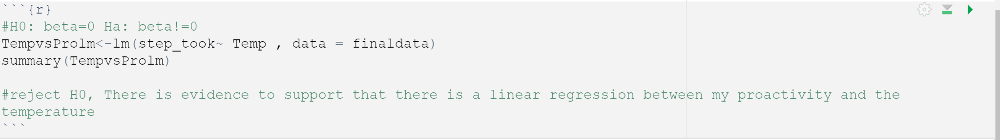 ```{r}
#H0: beta=0 Ha: beta!=0
TempvsProlm<-lm(step_took~ Temp , data = finaldata)
summary(TempvsProlm)
#reject H0, There is evidence to support that there is a linear regression between my proactivity and the
temperature
```